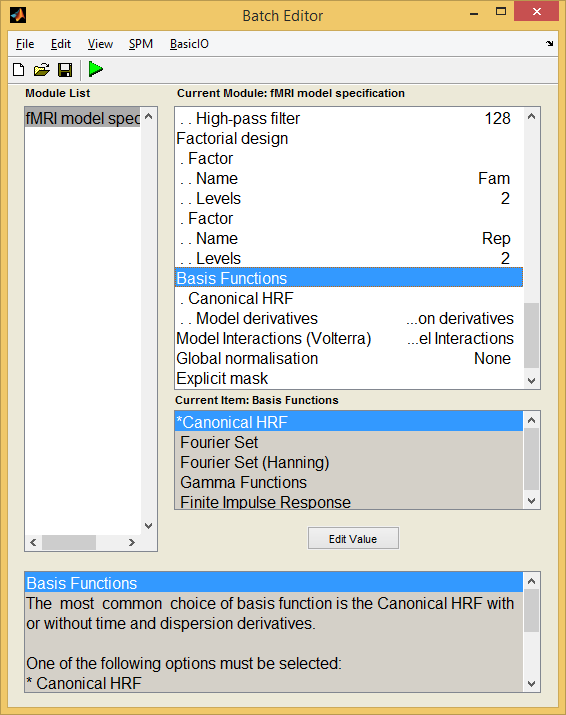 Batch Editor
File Edit View SPM BasicIO
Module List
fMRI model spec
Current Module: fMRI model specification
. . High-pass filter 128
Factorial design
. Factor
. . Name Fam
. . Levels 2
. Factor
. . Name Rep
. . Levels 2
Basis Functions
. Canonical HRF
. . Model derivatives ...on derivatives
Model Interactions (Volterra) ...el Interactions
Global normalisation None
Explicit mask
Current Item: Basis Functions
*Canonical HRF
Fourier Set
Fourier Set (Hanning)
Gamma Functions
Finite Impulse Response
Edit Value
Basis Functions
The most common choice of basis function is the Canonical HRF with
or without time and dispersion derivatives.
One of the following options must be selected:
* Canonical HRF